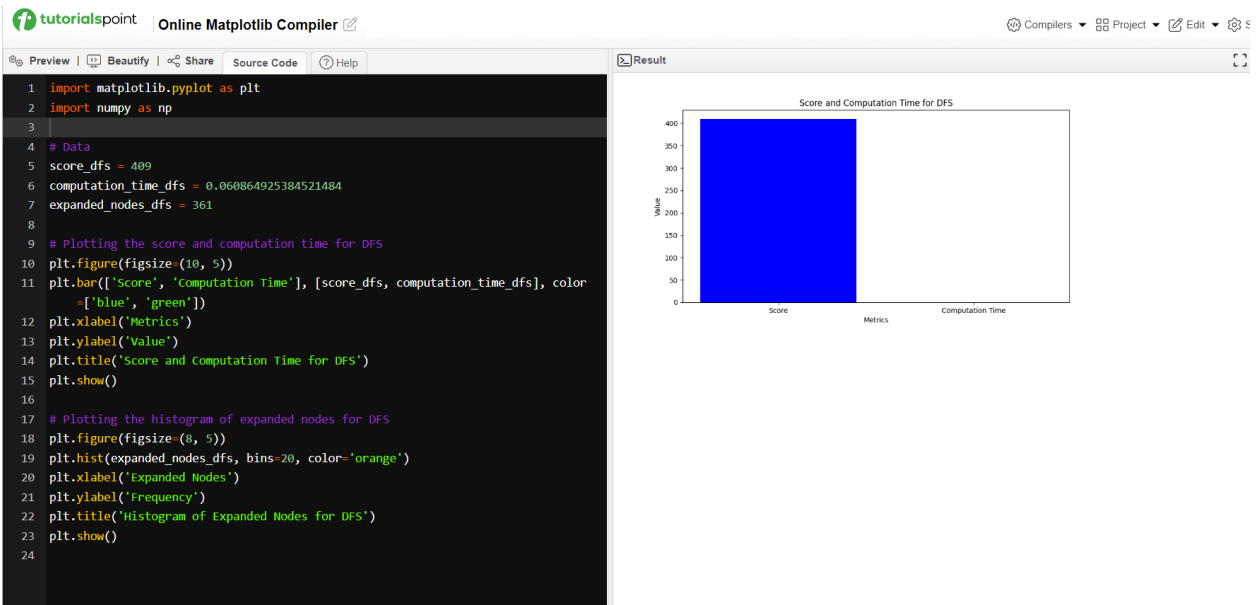 tutorialspoint
Online Matplotlib Compiler
Compilers
Project
Edit
S
Preview | Beautify | Share
Source Code
Help
Result
1 import matplotlib.pyplot as plt
2 import numpy as np
3
4 # Data
5 score_dfs = 409
6 computation_time_dfs = 0.060864925384521484
7 expanded_nodes_dfs = 361
8
9 # Plotting the score and computation time for DFS
10 plt.figure(figsize=(10, 5))
11 plt.bar(['Score', 'Computation Time'], [score_dfs, computation_time_dfs], color
=['blue', 'green'])
12 plt.xlabel('Metrics')
13 plt.ylabel('Value')
14 plt.title('Score and Computation Time for DFS')
15 plt.show()
16
17 # Plotting the histogram of expanded nodes for DFS
18 plt.figure(figsize=(8, 5))
19 plt.hist(expanded_nodes_dfs, bins=20, color='orange')
20 plt.xlabel('Expanded Nodes')
21 plt.ylabel('Frequency')
22 plt.title('Histogram of Expanded Nodes for DFS')
23 plt.show()
24
Score and Computation Time for DFS
400
350
300
250
200
150
100
50
0
Value
Score
Computation Time
Metrics